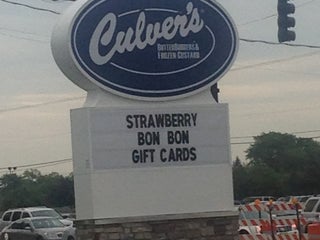 Culver's
ButterBurgers &
Frozen Custard
STRAWBERRY
BON BON
GIFT CARDS